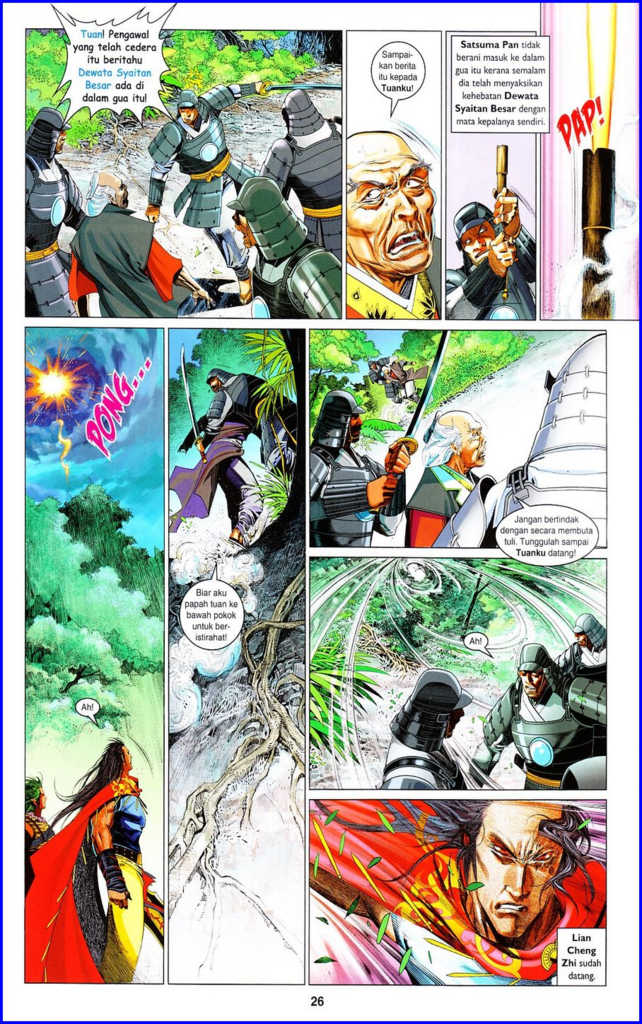 Tuan! Pengawal
yang telah cedera
itu beritahu
Dewata Syaitan
Besar ada di
dalam gua itu!
Sampai-
kan berita
itu kepada
Tuanku!
Satsuma Pan tidak
berani masuk ke dalam
gua itu kerana semalam
dia telah menyaksikan
kehebatan Dewata
Syaitan Besar dengan
mata kepalanya sendiri.
PAP!
PONG...
Ah!
Biar aku
papah tuan ke
bawah pokok
untuk ber-
istirahat!
Jangan bertindak
dengan secara membuta
tuli. Tunggulah sampai
Tuanku datang!
Ah!
Lian
Cheng
Zhi sudah
datang.
26